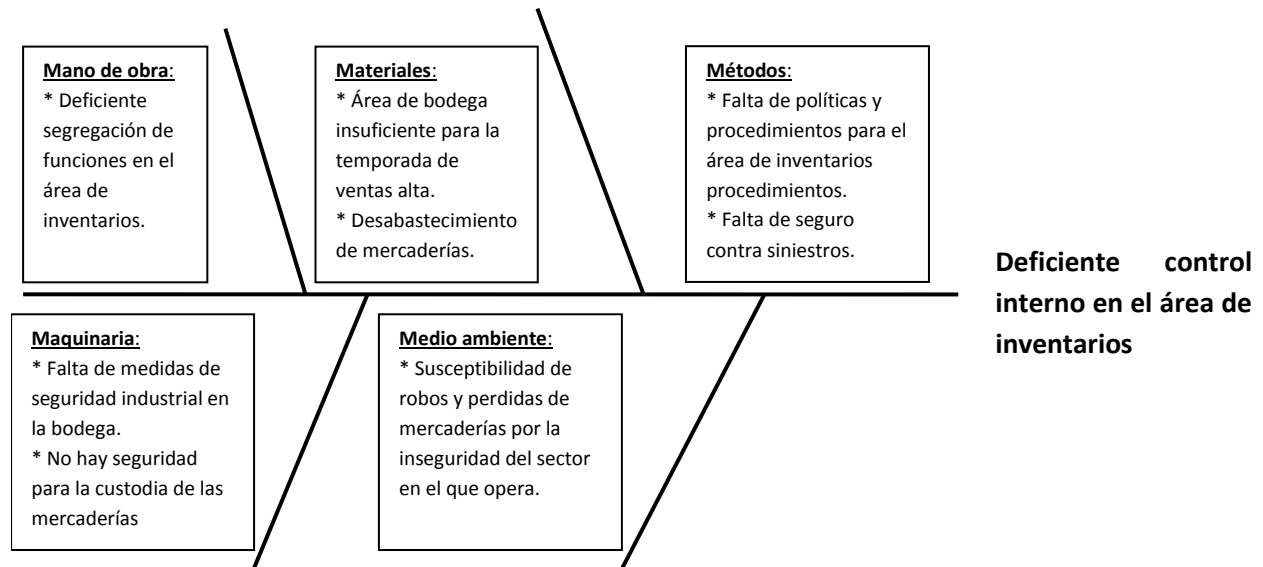 Mano de obra:
* Deficiente
segregación de
funciones en el
área de
inventarios.
Materiales:
* Área de bodega
insuficiente para la
temporada de
ventas alta.
* Desabastecimiento
de mercaderías.
Métodos:
* Falta de políticas y
procedimientos para el
área de inventarios
procedimientos.
* Falta de seguro
contra siniestros.
Deficiente control
interno en el área de
inventarios
Maquinaria:
* Falta de medidas de
seguridad industrial en
la bodega.
* No hay seguridad
para la custodia de las
mercaderías
Medio ambiente:
* Susceptibilidad de
robos y perdidas de
mercaderías por la
inseguridad del sector
en el que opera.